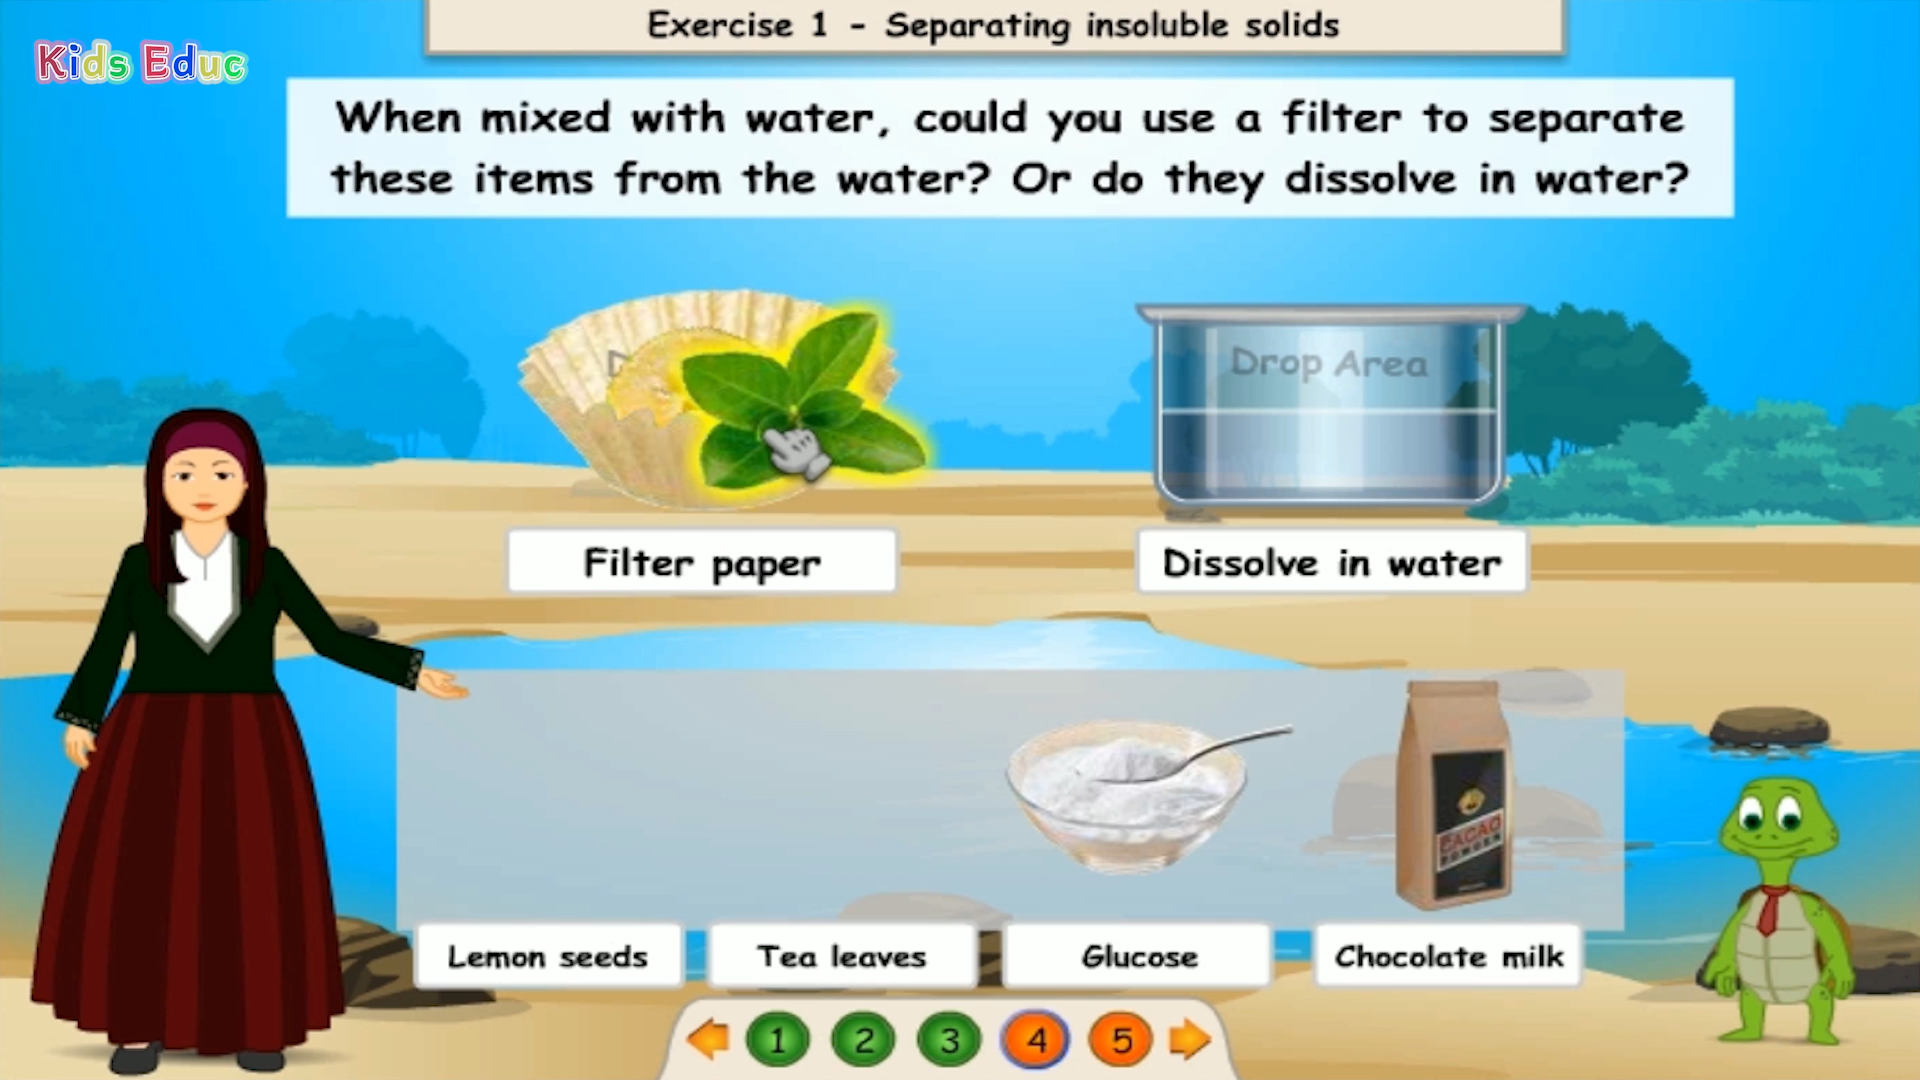 Exercise 1 - Separating insoluble solids
Kids Educ
When mixed with water, could you use a filter to separate
these items from the water? Or do they dissolve in water?
Drop Area
Filter paper
Dissolve in water
CACAO
POWDER
Lemon seeds
Tea leaves
Glucose
Chocolate milk
1
2
3
4
5